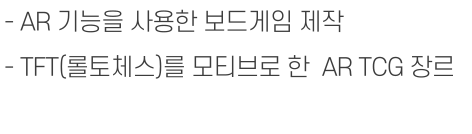 - AR 기능을 사용한 보드게임 제작
- TFT(롤토체스)를 모티브로 한 AR TCG 장르